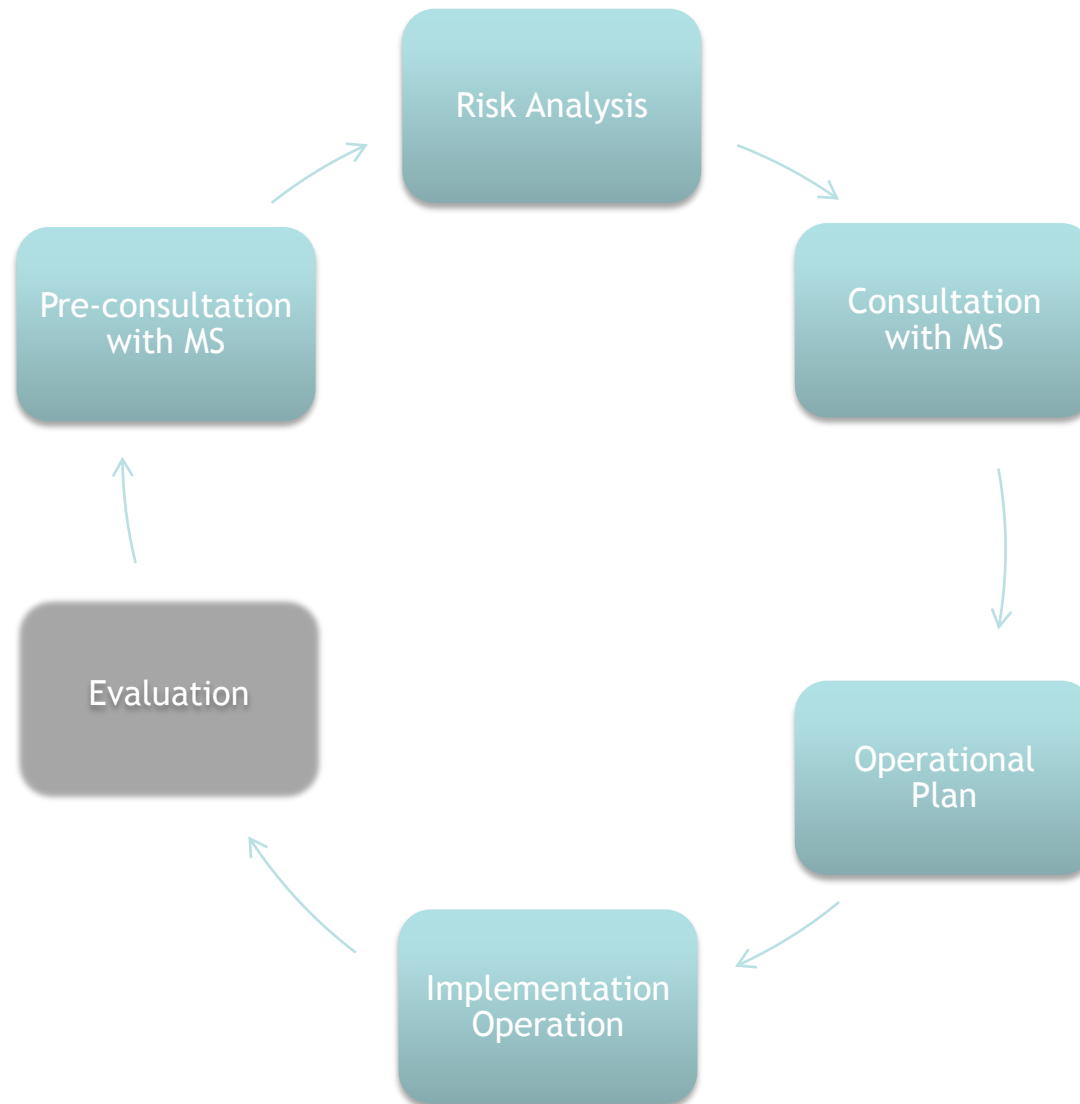 Risk Analysis
Consultation
with MS
Operational
Plan
Implementation
Operation
Evaluation
Pre-consultation
with MS